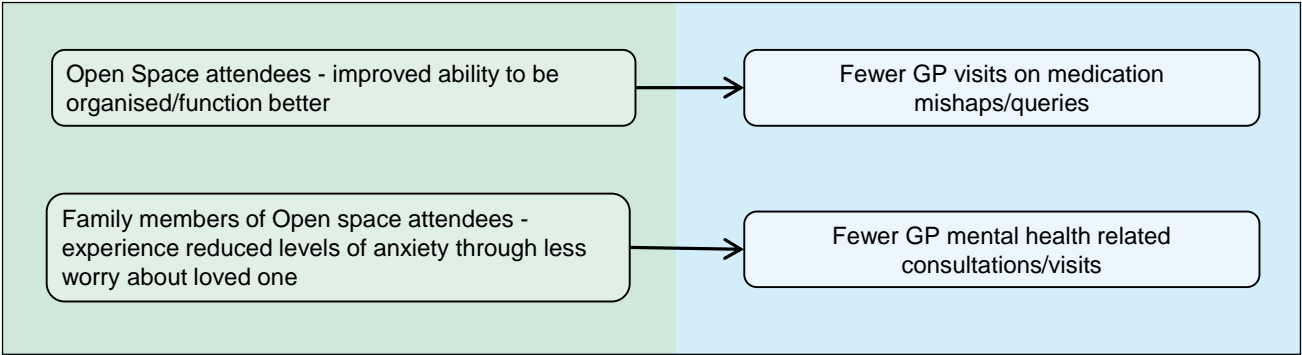 Open Space attendees - improved ability to be
organised/function better
Fewer GP visits on medication
mishaps/queries
Family members of Open space attendees -
experience reduced levels of anxiety through less
worry about loved one
Fewer GP mental health related
consultations/visits